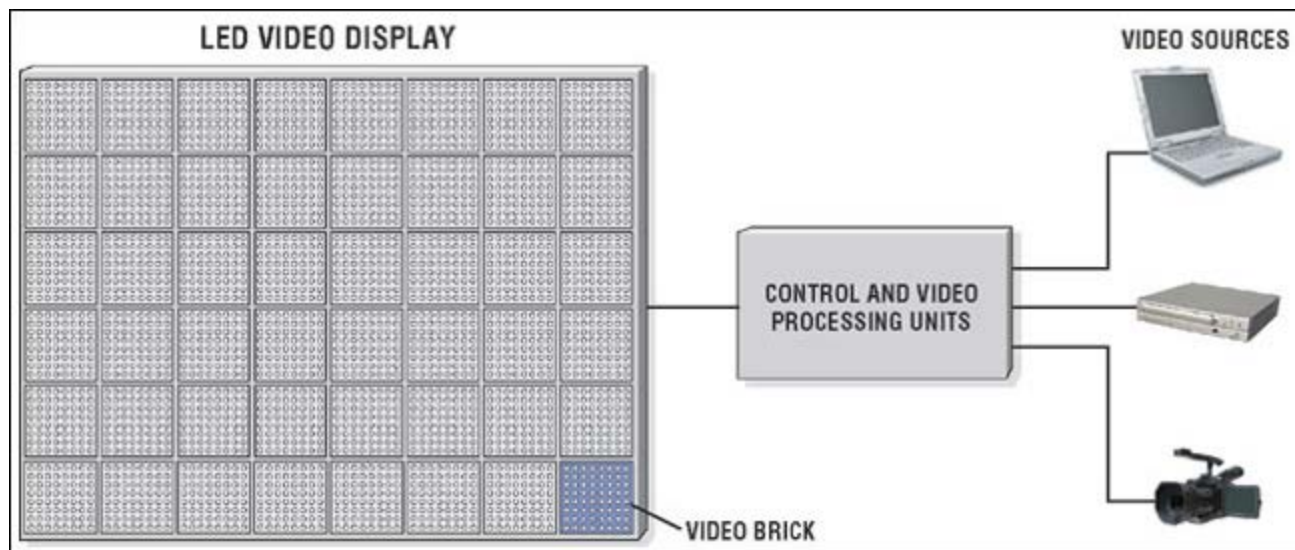 LED VIDEO DISPLAY
VIDEO SOURCES
CONTROL AND VIDEO
PROCESSING UNITS
VIDEO BRICK